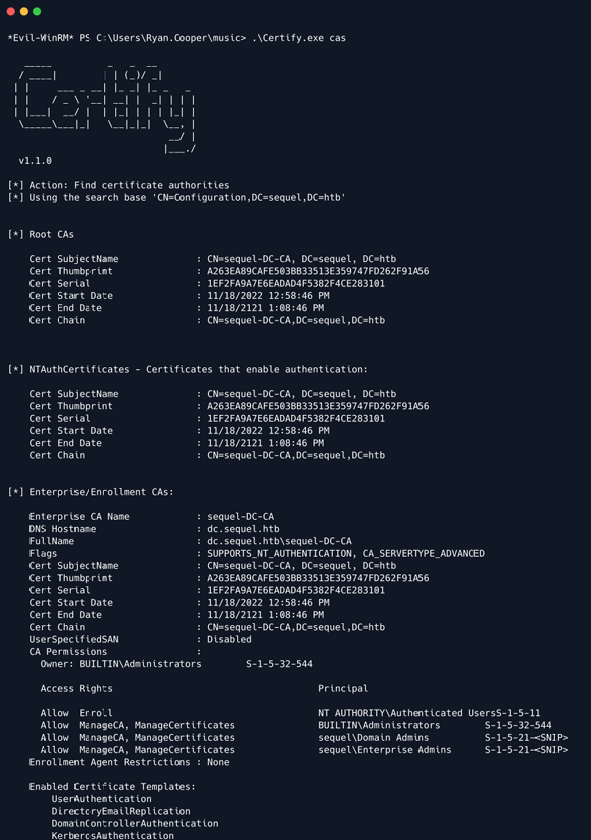 *Evil-WinRM* PS C:\Users\Ryan.Cooper\music> .\Certify.exe cas
v1.1.0
[*] Action: Find certificate authorities
[*] Using the search base 'CN=Configuration,DC=sequel,DC=htb'
[*] Root CAs
Cert SubjectName : CN=sequel-DC-CA, DC=sequel, DC=htb
Cert Thumbprint : A263EA89CAFE503BB33513E359747FD262F91A56
Cert Serial : 1EF2FA9A7E6EADAD4F5382F4CE283101
Cert Start Date : 11/18/2022 12:58:46 PM
Cert End Date : 11/18/2121 1:08:46 PM
Cert Chain : CN=sequel-DC-CA,DC=sequel,DC=htb
[*] NTAuthCertificates - Certificates that enable authentication:
Cert SubjectName : CN=sequel-DC-CA, DC=sequel, DC=htb
Cert Thumbprint : A263EA89CAFE503BB33513E359747FD262F91A56
Cert Serial : 1EF2FA9A7E6EADAD4F5382F4CE283101
Cert Start Date : 11/18/2022 12:58:46 PM
Cert End Date : 11/18/2121 1:08:46 PM
Cert Chain : CN=sequel-DC-CA,DC=sequel,DC=htb
[*] Enterprise/Enrollment CAs:
Enterprise CA Name : sequel-DC-CA
DNS Hostname : dc.sequel.htb
FullName : dc.sequel.htb\sequel-DC-CA
Flags : SUPPORTS_NT_AUTHENTICATION, CA_SERVERTYPE_ADVANCED
Cert SubjectName : CN=sequel-DC-CA, DC=sequel, DC=htb
Cert Thumbprint : A263EA89CAFE503BB33513E359747FD262F91A56
Cert Serial : 1EF2FA9A7E6EADAD4F5382F4CE283101
Cert Start Date : 11/18/2022 12:58:46 PM
Cert End Date : 11/18/2121 1:08:46 PM
Cert Chain : CN=sequel-DC-CA,DC=sequel,DC=htb
UserSpecifiedSAN : Disabled
CA Permissions :
Owner: BUILTIN\Administrators S-1-5-32-544
Access Rights Principal
Allow Enroll NT AUTHORITY\Authenticated UsersS-1-5-11
Allow ManageCA, ManageCertificates BUILTIN\Administrators S-1-5-32-544
Allow ManageCA, ManageCertificates sequel\Domain Admins S-1-5-21-<SNIP>
Allow ManageCA, ManageCertificates sequel\Enterprise Admins S-1-5-21-<SNIP>
Enrollment Agent Restrictions : None
Enabled Certificate Templates:
UserAuthentication
DirectoryEmailReplication
DomainControllerAuthentication
KerberosAuthentication